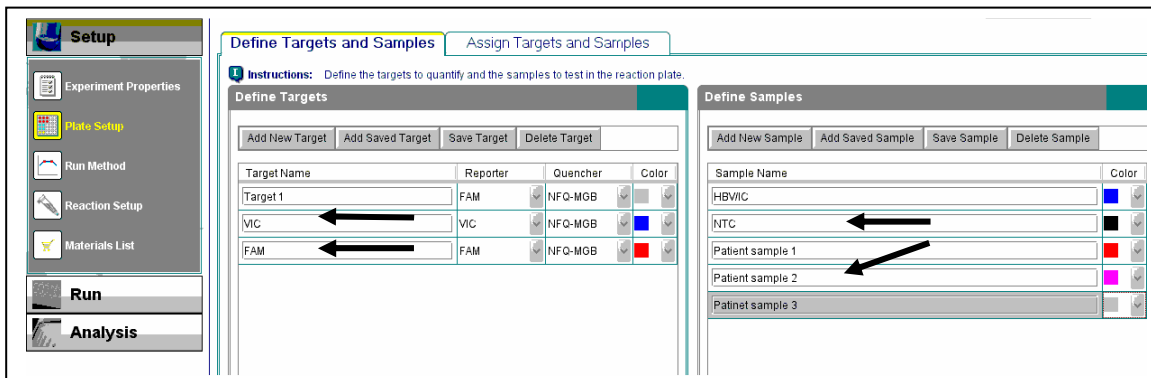 Setup
Experiment Properties
Plate Setup
Run Method
Reaction Setup
Materials List
Run
Analysis
Define Targets and Samples Assign Targets and Samples
Instructions: Define the targets to quantify and the samples to test in the reaction plate.
Define Targets
Add New Target Add Saved Target Save Target Delete Target
Target Name Reporter Quencher Color
Target 1 FAM NFQ-MGB
VIC VIC NFQ-MGB
FAM FAM NFQ-MGB
Define Samples
Add New Sample Add Saved Sample Save Sample Delete Sample
Sample Name Color
HBV/IC
NTC
Patient sample 1
Patient sample 2
Patinet sample 3